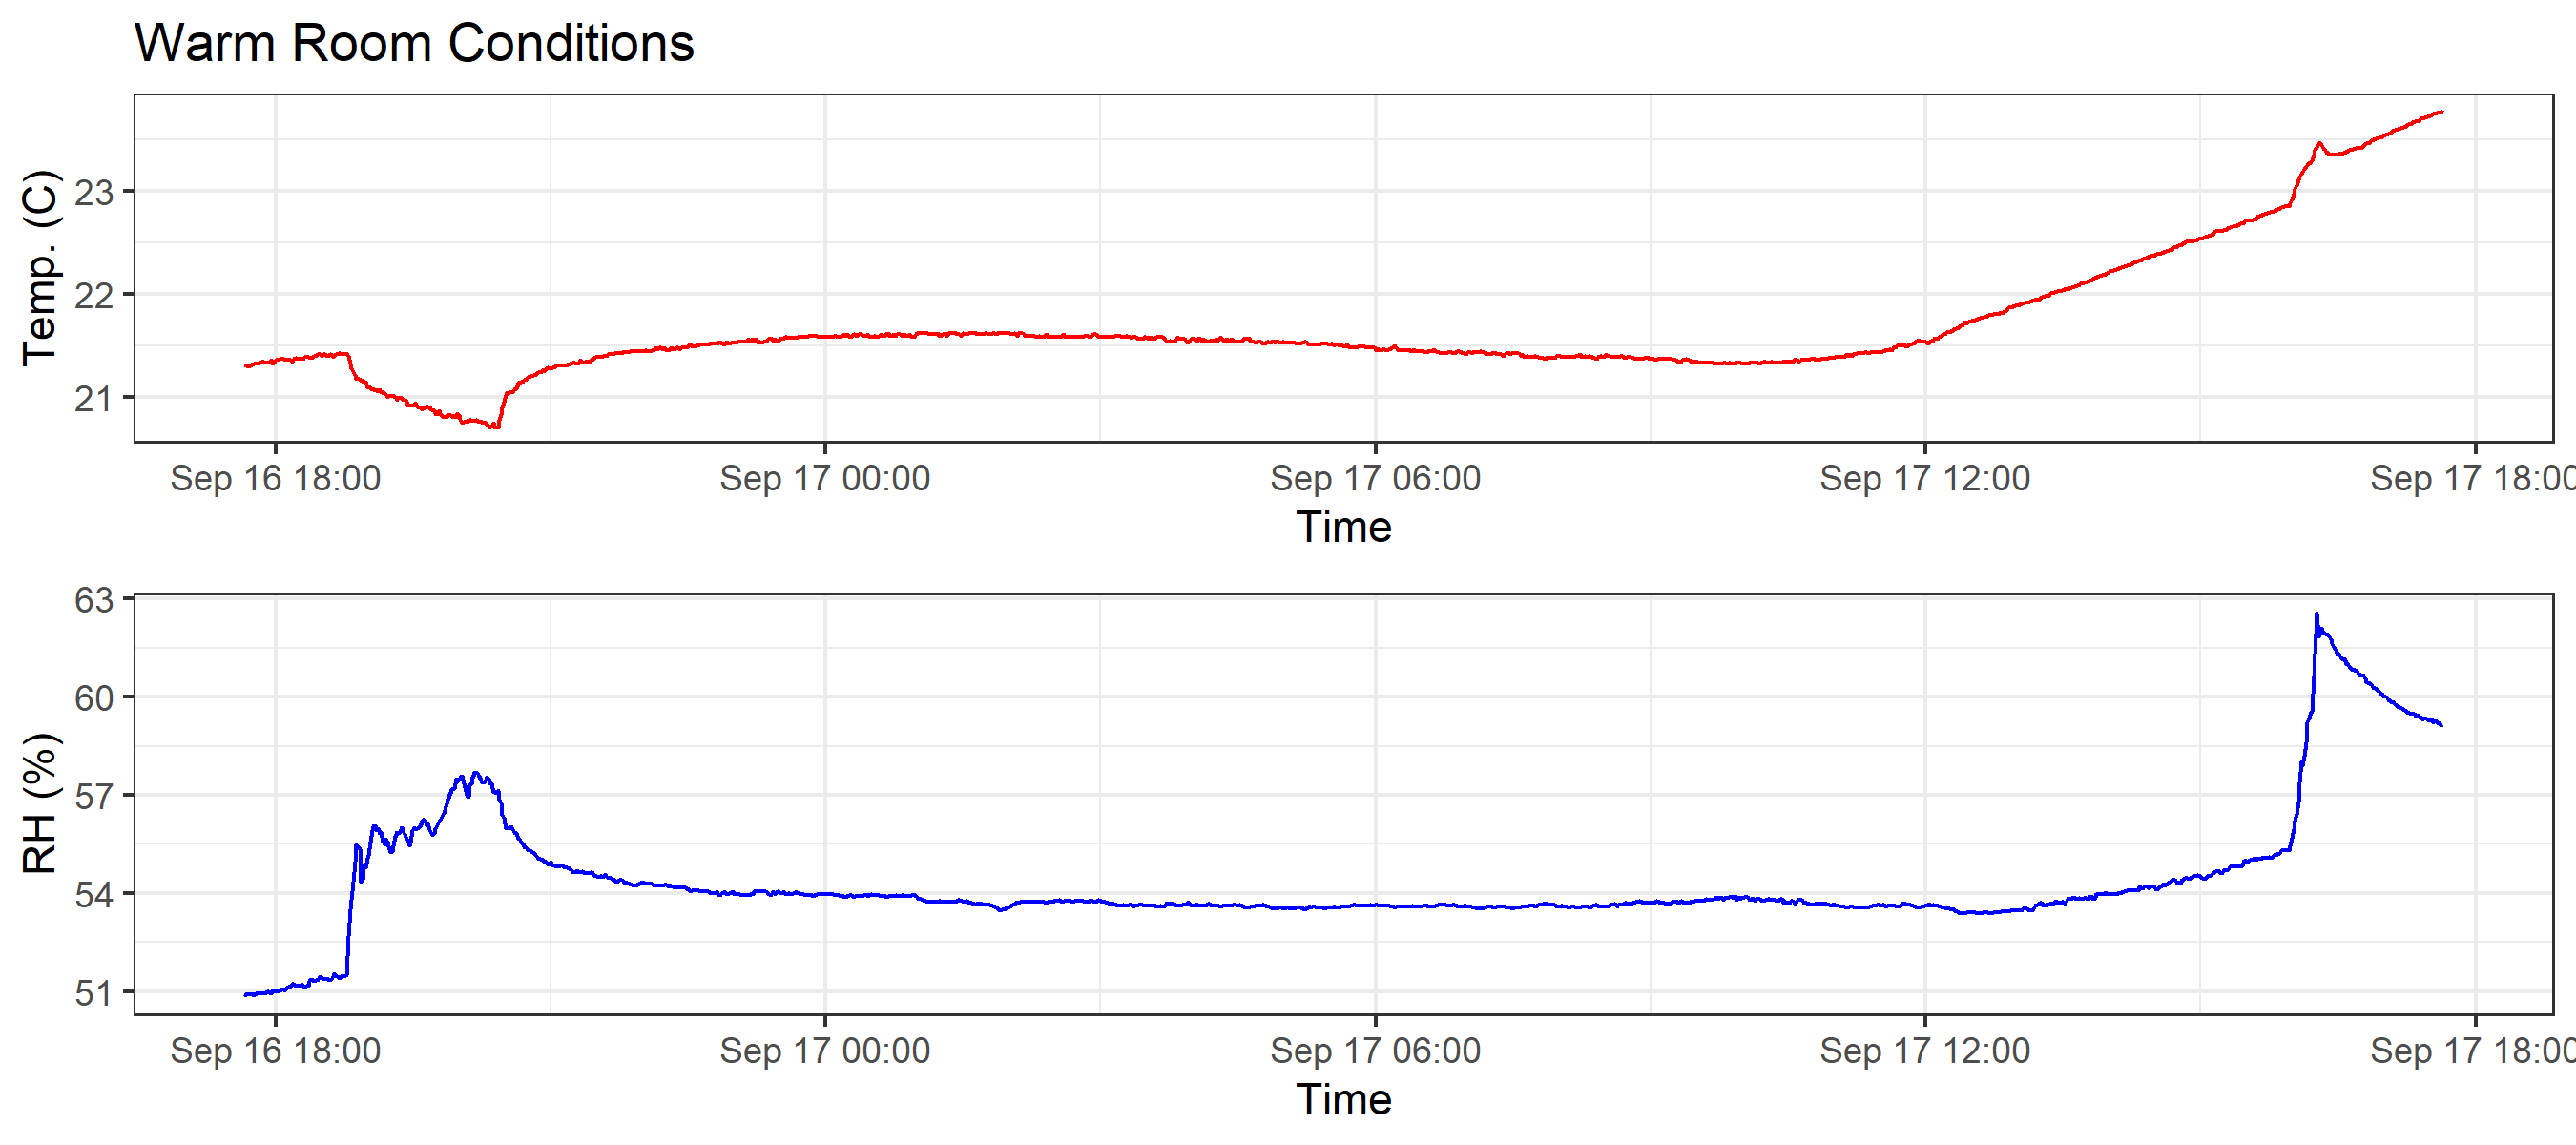 Warm Room Conditions
Temp. (C)
23
22
21
Sep 16 18:00 Sep 17 00:00 Sep 17 06:00 Sep 17 12:00 Sep 17 18:00
Time
RH (%)
63
60
57
54
51
Sep 16 18:00 Sep 17 00:00 Sep 17 06:00 Sep 17 12:00 Sep 17 18:00
Time